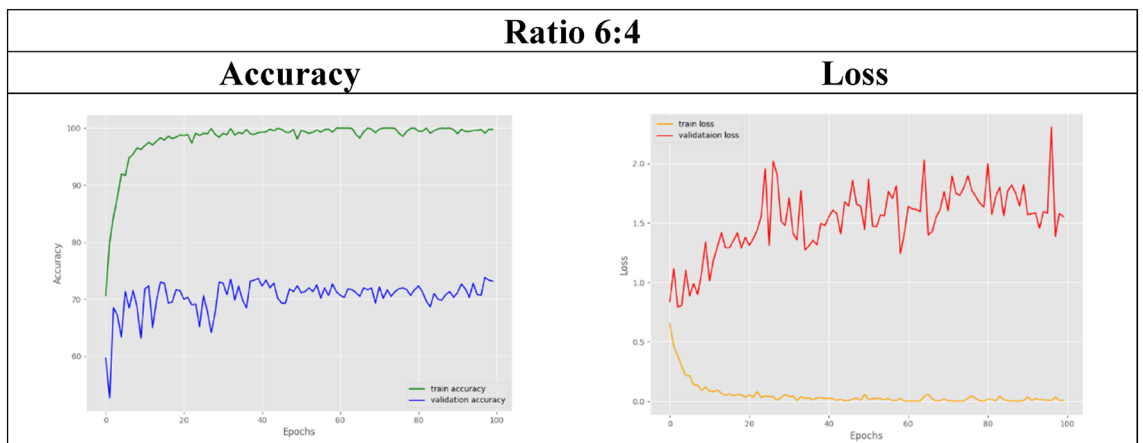 Ratio 6:4
Accuracy
Loss
100
90
80
70
60
Accuracy
0
20
40
60
80
100
Epochs
train accuracy
validation accuracy
train loss
validataion loss
2.0
1.5
1.0
0.5
0.0
Loss
0
20
40
60
80
100
Epochs